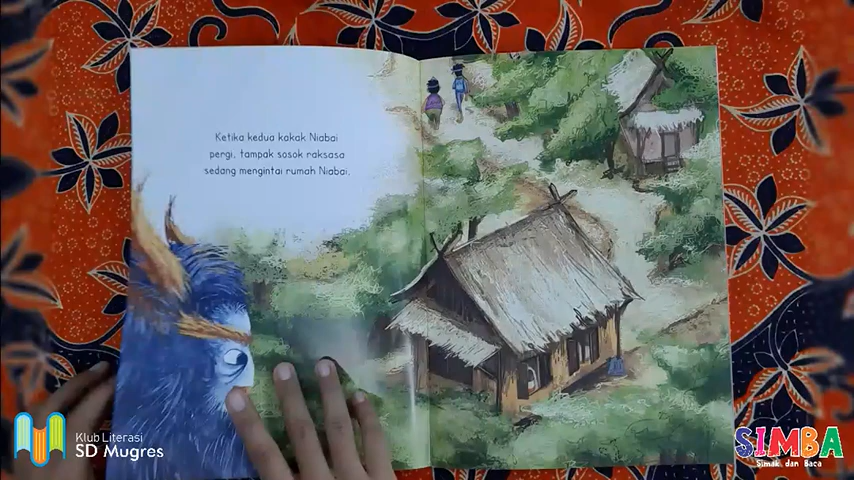 Ketika kedua kakak Niabai
pergi, tampak sosok raksasa
sedang mengintai rumah Niabai.
Klub Literasi
SD Mugres
SIMBA
Simak dan Baca